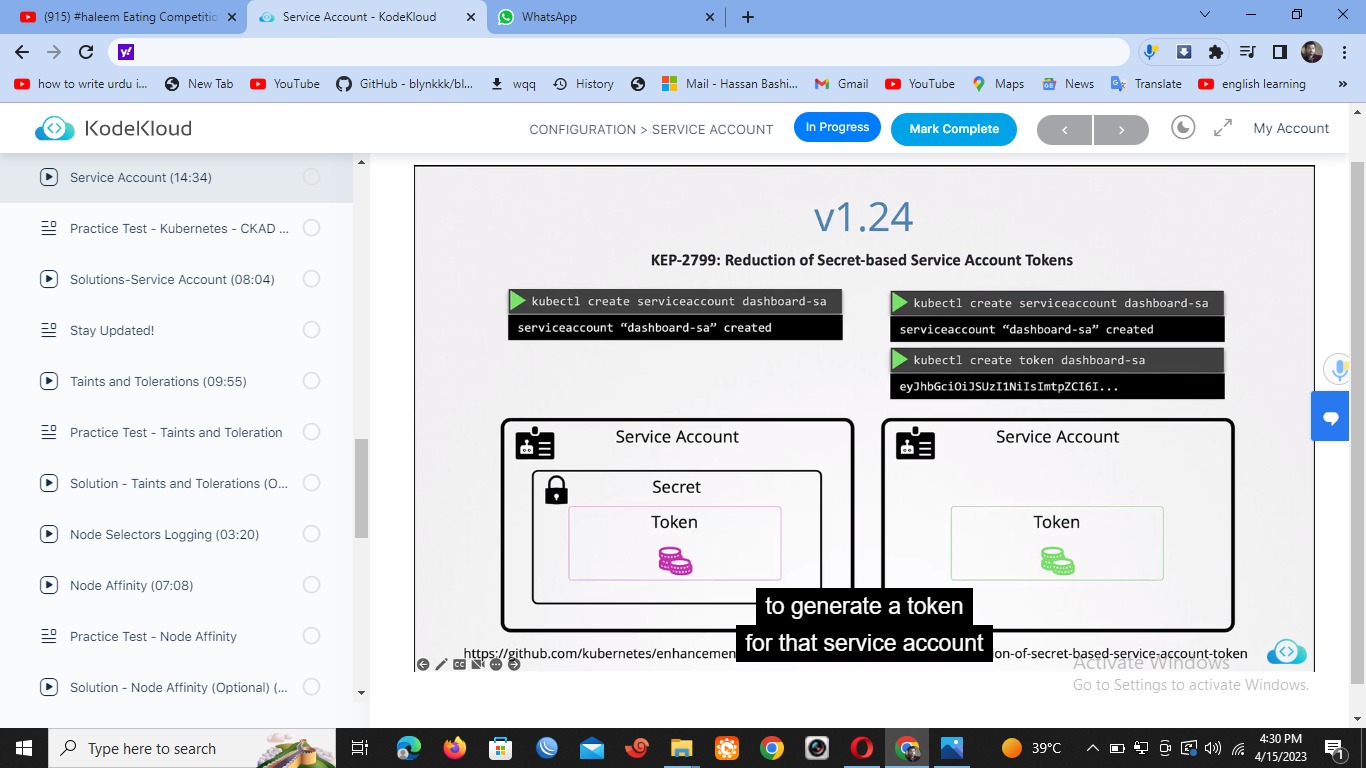 (915) #haleem Eating Competitio
Service Account - KodeKloud
WhatsApp
y!
how to write urdu i...
New Tab
YouTube
GitHub - blynkkk/bl...
wqq
History
Mail - Hassan Bashi...
Gmail
YouTube
Maps
News
Translate
english learning
»
KodeKloud
CONFIGURATION > SERVICE ACCOUNT
In Progress
Mark Complete
My Account
Service Account (14:34)
Practice Test - Kubernetes - CKAD ...
Solutions-Service Account (08:04)
Stay Updated!
Taints and Tolerations (09:55)
Practice Test - Taints and Toleration
Solution - Taints and Tolerations (O...
Node Selectors Logging (03:20)
Node Affinity (07:08)
Practice Test - Node Affinity
Solution - Node Affinity (Optional) (...
v1.24
KEP-2799: Reduction of Secret-based Service Account Tokens
kubectl create serviceaccount dashboard-sa
serviceaccount “dashboard-sa” created
kubectl create serviceaccount dashboard-sa
serviceaccount “dashboard-sa” created
kubectl create token dashboard-sa
eyJhbGciOiJSUzI1NiIsImtpZCI6I...
Service Account
Secret
Token
Service Account
Token
to generate a token
for that service account
https://github.com/kubernetes/enhancemen
on-of-secret-based-service-account-token
CC
Activate Windows
Go to Settings to activate Windows.
Type here to search
39°C
4:30 PM
4/15/2023
1